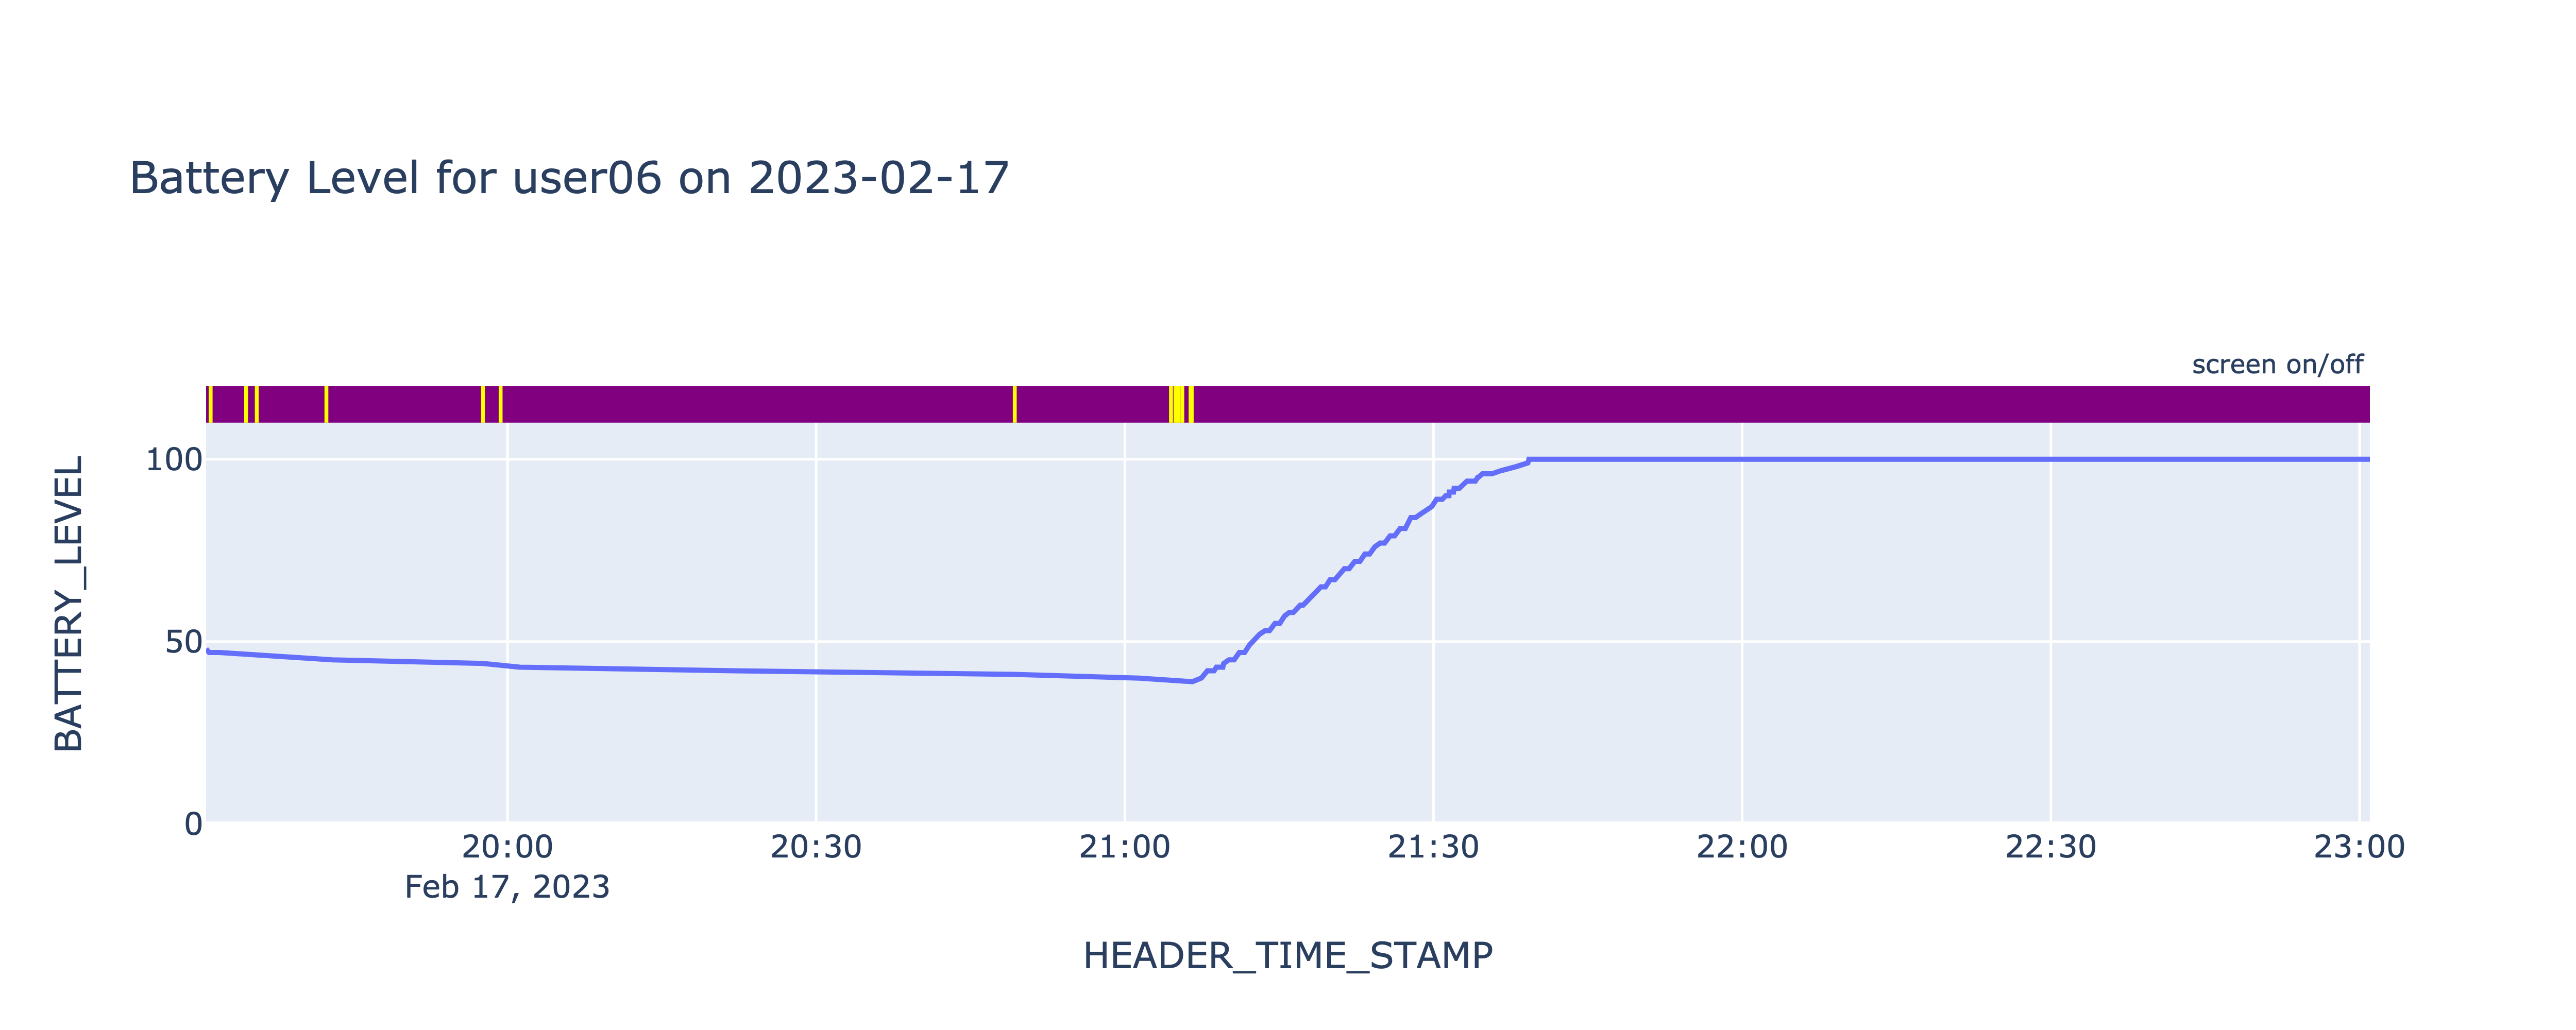 Battery Level for user06 on 2023-02-17
screen on/off
BATTERY_LEVEL
100
50
0
20:00 20:30 21:00 21:30 22:00 22:30 23:00
Feb 17, 2023
HEADER_TIME_STAMP